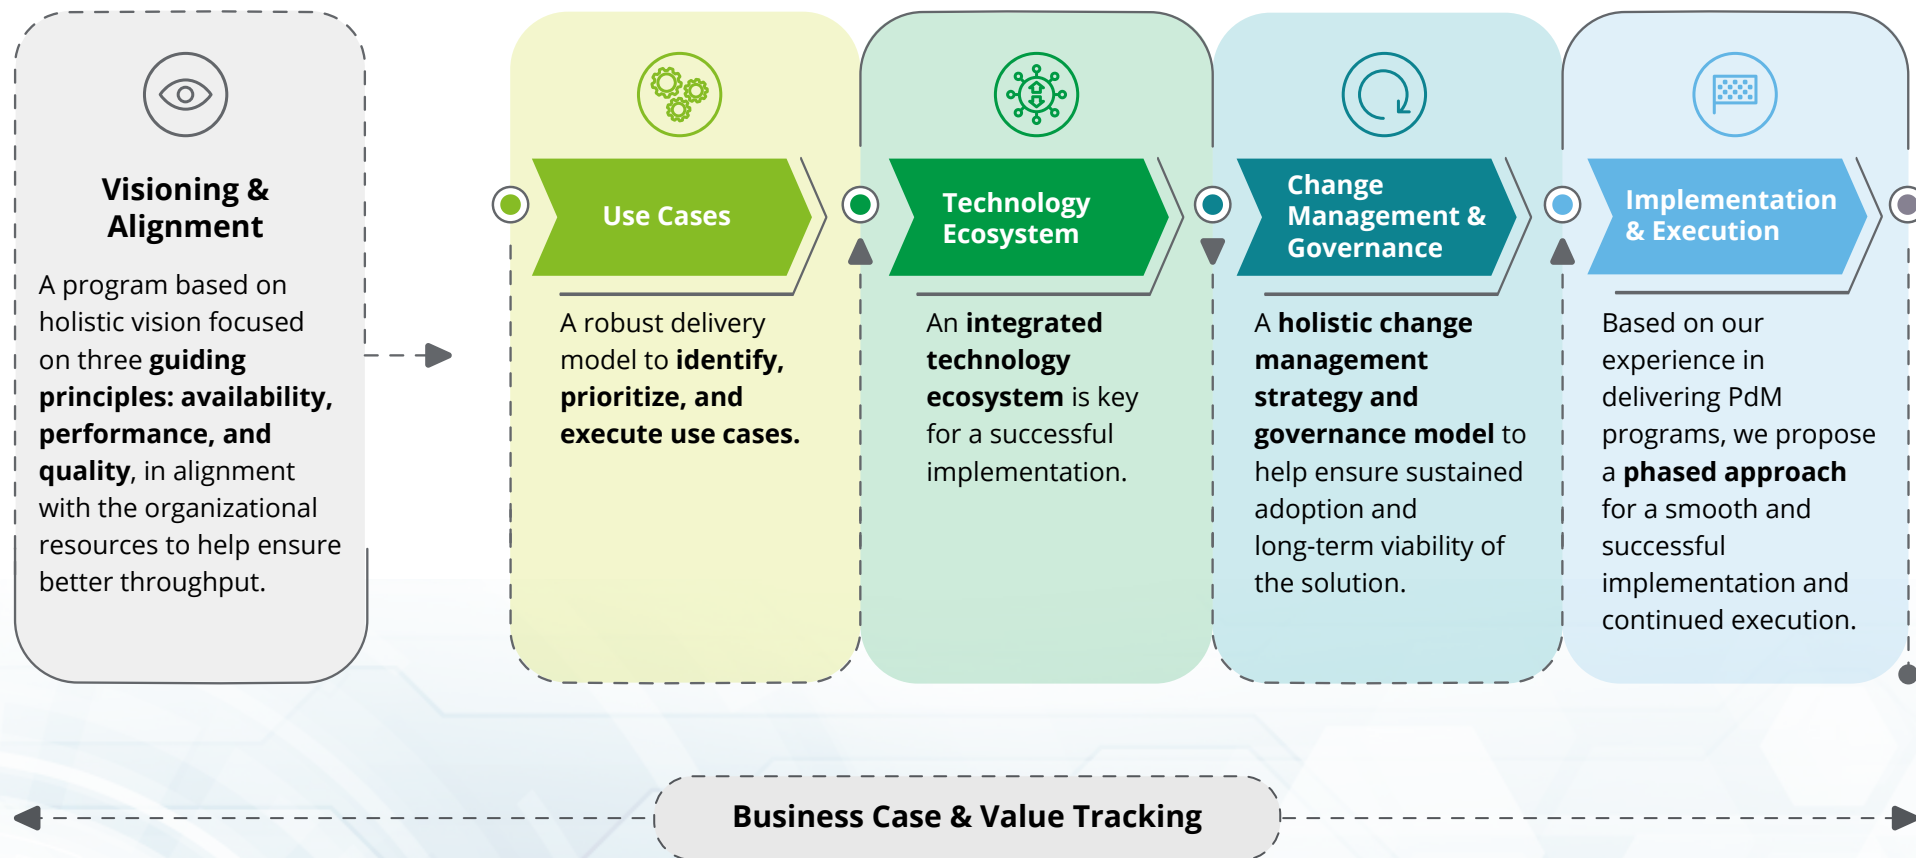 Visioning &
Alignment
A program based on
holistic vision focused
on three guiding
principles: availability,
performance, and
quality, in alignment
with the organizational
resources to help ensure
better throughput.
Use Cases
A robust delivery
model to identify,
prioritize, and
execute use cases.
Technology
Ecosystem
An integrated
technology
ecosystem is key
for a successful
implementation.
Change
Management &
Governance
A holistic change
management
strategy and
governance model to
help ensure sustained
adoption and
long-term viability of
the solution.
Implementation
& Execution
Based on our
experience in
delivering PdM
programs, we propose
a phased approach
for a smooth and
successful
implementation and
continued execution.
Business Case & Value Tracking